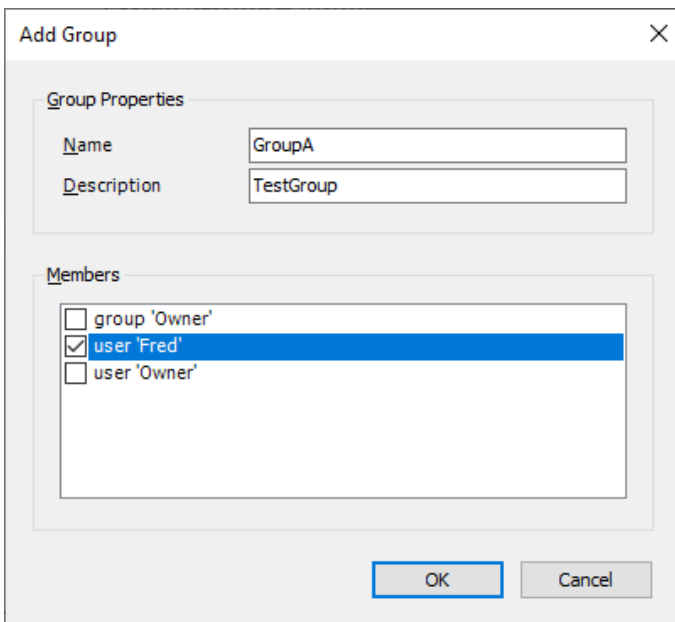 Add Group
Group Properties
Name GroupA
Description TestGroup
Members
group 'Owner'
user 'Fred'
user 'Owner'
OK Cancel